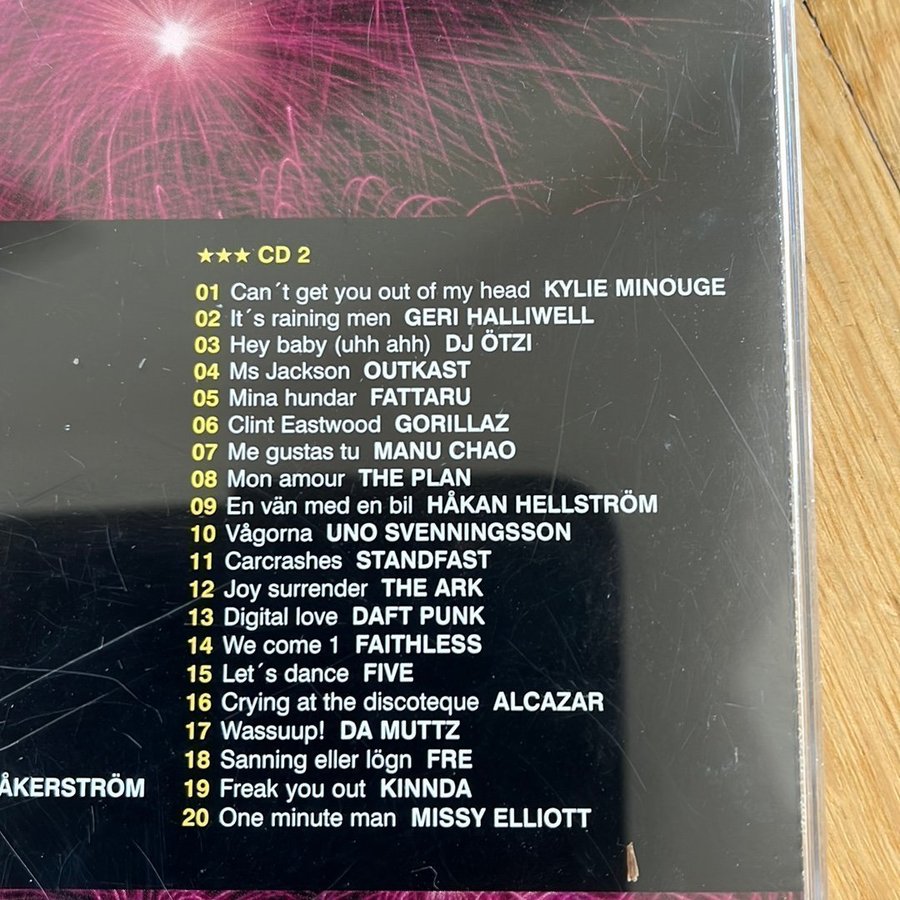 ★★★ CD 2
01 Can´t get you out of my head KYLIE MINOUGE
02 It´s raining men GERI HALLIWELL
03 Hey baby (uhh ahh) DJ ÖTZI
04 Ms Jackson OUTKAST
05 Mina hundar FATTARU
06 Clint Eastwood GORILLAZ
07 Me gustas tu MANU CHAO
08 Mon amour THE PLAN
09 En vän med en bil HÅKAN HELLSTRÖM
10 Vågorna UNO SVENNINGSSON
11 Carcrashes STANDFAST
12 Joy surrender THE ARK
13 Digital love DAFT PUNK
14 We come 1 FAITHLESS
15 Let´s dance FIVE
16 Crying at the discoteque ALCAZAR
17 Wassuup! DA MUTTZ
18 Sanning eller lögn FRE
ÅKERSTRÖM
19 Freak you out KINNDA
20 One minute man MISSY ELLIOTT